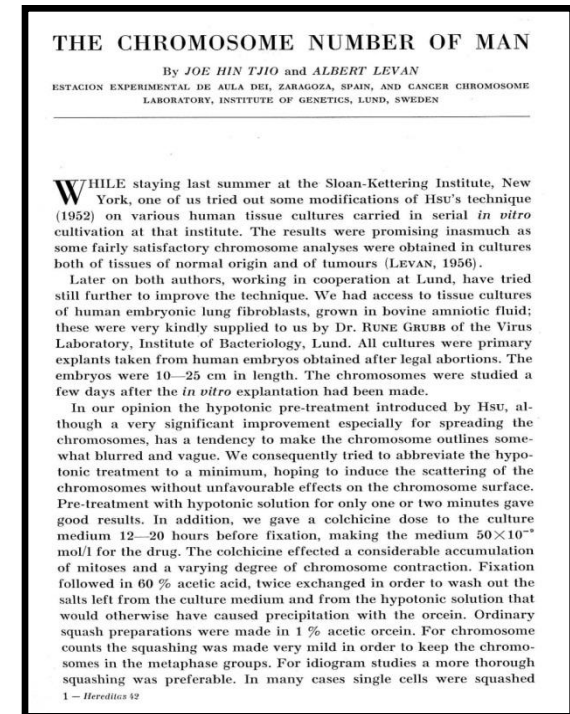 THE CHROMOSOME NUMBER OF MAN
By JOE HIN TJIO and ALBERT LEVAN
ESTACION EXPERIMENTAL DE AULA DEI, ZARAGOZA, SPAIN, AND CANCER CHROMOSOME
LABORATORY, INSTITUTE OF GENETICS, LUND, SWEDEN
WHILE staying last summer at the Sloan-Kettering Institute, New
York, one of us tried out some modifications of HSU's technique
(1952) on various human tissue cultures carried in serial in vitro
cultivation at that institute. The results were promising inasmuch as
some fairly satisfactory chromosome analyses were obtained in cultures
both of tissues of normal origin and of tumours (LEVAN, 1956).
Later on both authors, working in cooperation at Lund, have tried
still further to improve the technique. We had access to tissue cultures
of human embryonic lung fibroblasts, grown in bovine amniotic fluid;
these were very kindly supplied to us by Dr. RUNE GRUBB of the Virus
Laboratory, Institute of Bacteriology, Lund. All cultures were primary
explants taken from human embryos obtained after legal abortions. The
embryos were 10—25 cm in length. The chromosomes were studied a
few days after the in vitro explantation had been made.
In our opinion the hypotonic pre-treatment introduced by HSU, al-
though a very significant improvement especially for spreading the
chromosomes, has a tendency to make the chromosome outlines some-
what blurred and vague. We consequently tried to abbreviate the hypo-
tonic treatment to a minimum, hoping to induce the scattering of the
chromosomes without unfavourable effects on the chromosome surface.
Pre-treatment with hypotonic solution for only one or two minutes gave
good results. In addition, we gave a colchicine dose to the culture
medium 12—20 hours before fixation, making the medium
mol/l for the drug. The colchicine effected a considerable accumulation
of mitoses and a varying degree of chromosome contraction. Fixation
followed in 60 % acetic acid, twice exchanged in order to wash out the
salts left from the culture medium and from the hypotonic solution that
would otherwise have caused precipitation with the orcein. Ordinary
squash preparations were made in 1 % acetic orcein. For chromosome
counts the squashing was made very mild in order to keep the chromo-
somes in the metaphase groups. For idiogram studies a more thorough
squashing was preferable. In many cases single cells were squashed
1 — Hereditas 42